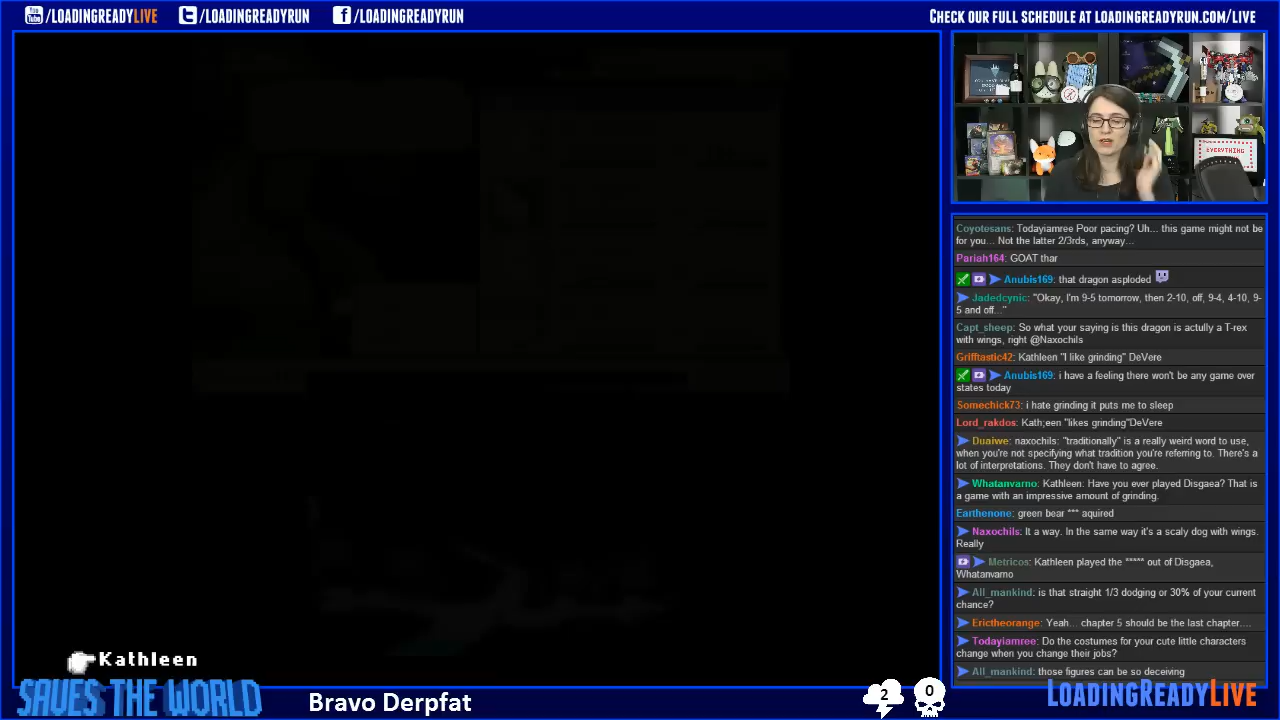 /LOADINGREADYLIVE
/LOADINGREADYRUN
/LOADINGREADYRUN
CHECK OUR FULL SCHEDULE AT LOADINGREADYRUN.COM/LIVE
EVERYTHING
Coyotesans: Todayiamree Poor pacing? Uh... this game might not be
for you... Not the latter 2/3rds, anyway...
Pariah164: GOAT thar
Anubis169: that dragon asploded
Jadedcynic: "Okay, I'm 9-5 tomorrow, then 2-10, off, 9-4, 4-10, 9-
5 and off..."
Capt_sheep: So what your saying is this dragon is actully a T-rex
with wings, right @Naxochils
Grifftastic42: Kathleen "I like grinding" DeVere
Anubis169: i have a feeling there won't be any game over
states today
Somechick73: i hate grinding it puts me to sleep
Lord_rakdos: Kath;een "likes grinding"DeVere
Duaiwe: naxochils: "traditionally" is a really weird word to use,
when you're not specifying what tradition you're referring to. There's a
lot of interpretations. They don't have to agree.
Whatanvarno: Kathleen: Have you ever played Disgaea? That is
a game with an impressive amount of grinding.
Earthenone: green bear *** aquired
Naxochils: It a way. In the same way it's a scaly dog with wings.
Really
Metricos: Kathleen played the ***** out of Disgaea,
Whatanvarno
All_mankind: is that straight 1/3 dodging or 30% of your current
chance?
Erictheorange: Yeah... chapter 5 should be the last chapter....
Todayiamree: Do the costumes for your cute little characters
change when you change their jobs?
All_mankind: those figures can be so deceiving
Kathleen
SAVES THE WORLD
Bravo Derpfat
2
0
LOADINGREADYLIVE